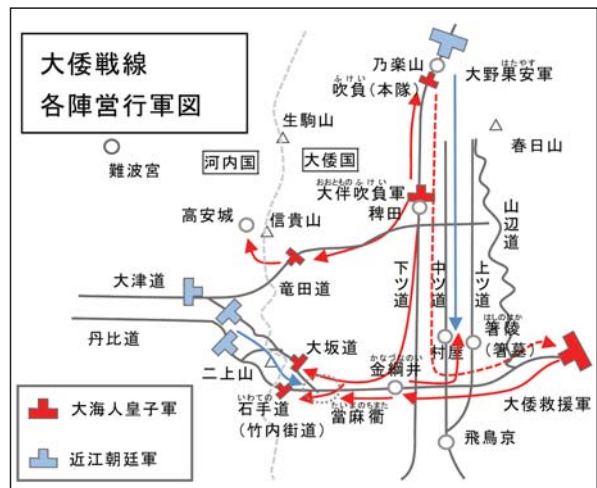 大倭戦線
各陣営行軍図
乃楽山
はたやす
大野果安軍
ふけい
吹負(本隊)
生駒山
春日山
難波宮
河内国
大倭国
おおとものふけい
大伴吹負軍
稗田
高安城
信貴山
山辺道
大津道
竜田道
下ツ道
中ツ道
上ツ道
はしのはか
箸陵
(箸墓)
丹比道
大坂道
かなづなのい
金綱井
村屋
二上山
いわての
石手道
(竹内街道)
たいまのちまた
當麻衢
大倭救援軍
飛鳥京
大海人皇子軍
近江朝廷軍